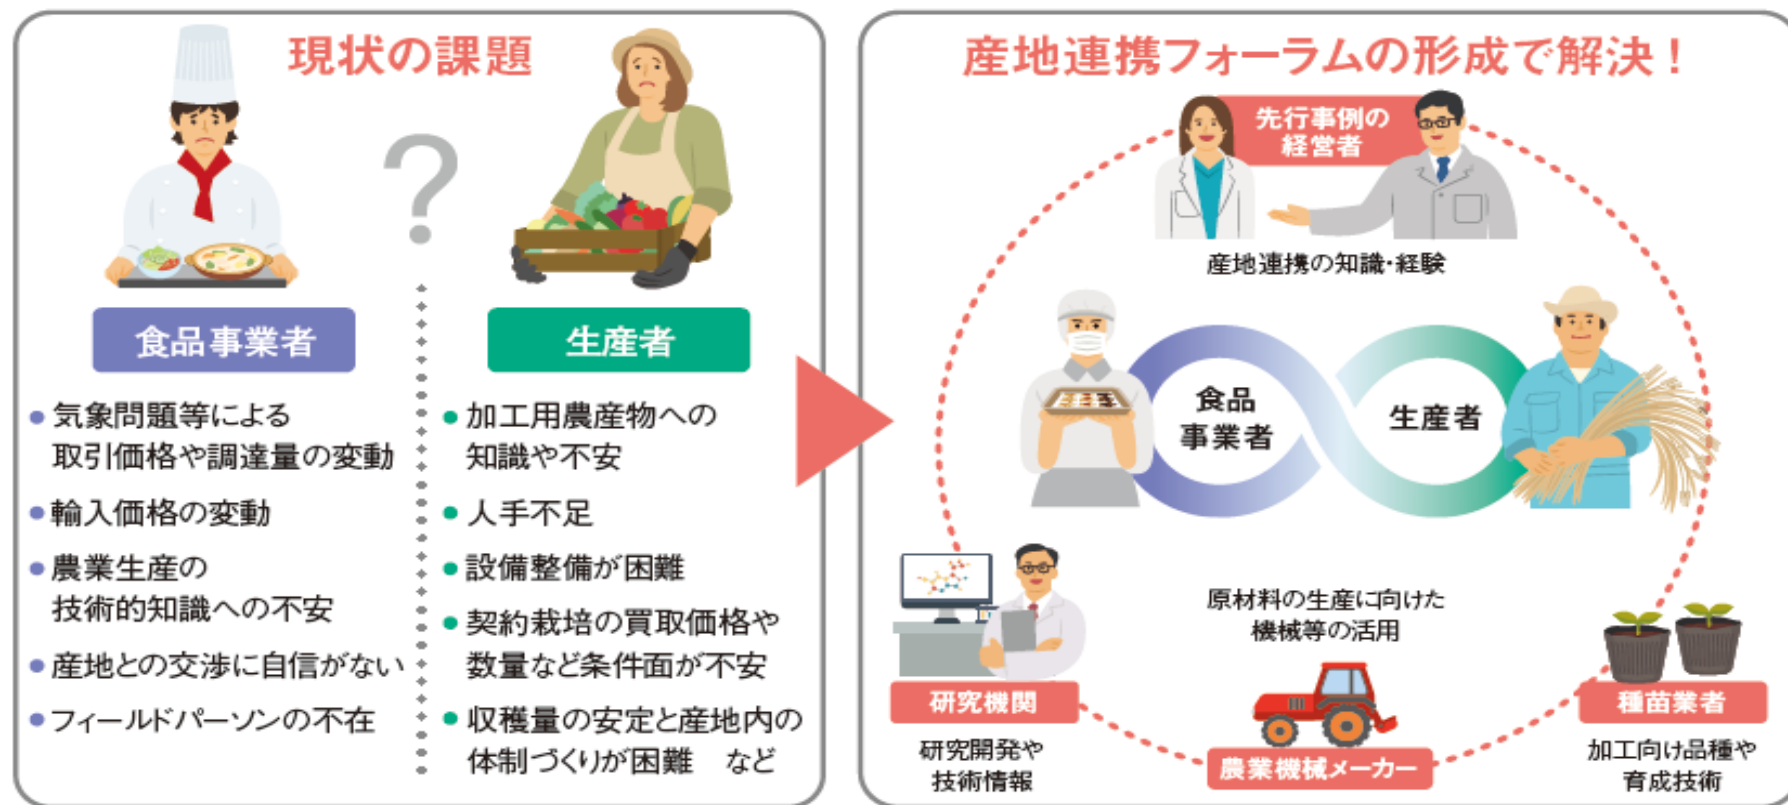 現状の課題
?
食品事業者
生産者
● 気象問題等による
取引価格や調達量の変動
● 輸入価格の変動
● 農業生産の
技術的知識への不安
● 産地との交渉に自信がない
● フィールドパーソンの不在
● 加工用農産物への
知識や不安
● 人手不足
● 設備整備が困難
● 契約栽培の買取価格や
数量など条件面が不安
● 収穫量の安定と産地内の
体制づくりが困難 など
産地連携フォーラムの形成で解決！
先行事例の
経営者
産地連携の知識・経験
食品
事業者
生産者
研究機関
研究開発や
技術情報
原材料の生産に向けた
機械等の活用
農業機械メーカー
種苗業者
加工向け品種や
育成技術